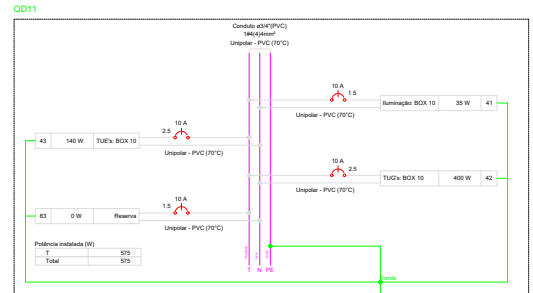 QD11
Conduto ø3/4"(PVC)
1#4(4)4mm²
Unipolar - PVC (70°C)
10 A
1.5
Iluminação: BOX 10 35 W 41
Unipolar - PVC (70°C)
10 A
2.5
43 140 W TUE's: BOX 10
Unipolar - PVC (70°C)
10 A
2.5
TUG's: BOX 10 400 W 42
Unipolar - PVC (70°C)
10 A
1.5
83 0 W Reserva
Unipolar - PVC (70°C)
Potência instalada (W)
T 575
Total 575
T N PE
Verde